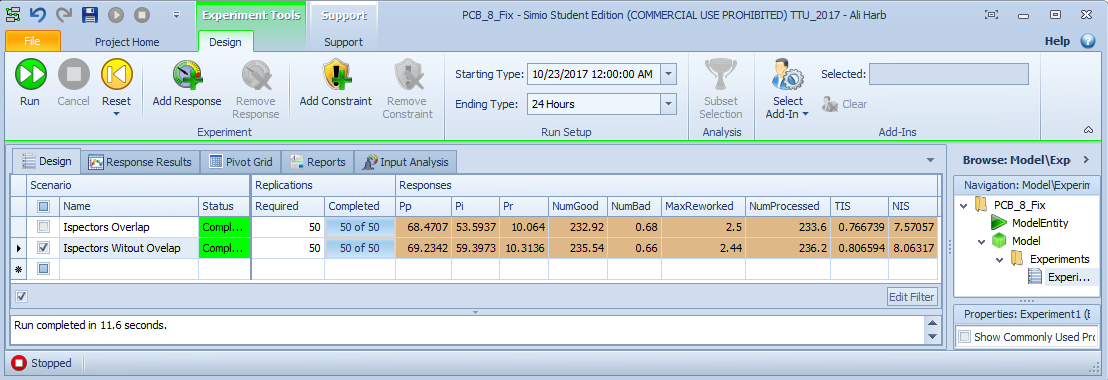 Experiment Tools Support PCB_8_Fix - Simio Student Edition (COMMERCIAL USE PROHIBITED) TTU_2017 - Ali Harb
File Project Home Design Support Help
Run Cancel Reset Add Response Remove Response Add Constraint Remove Constraint
Experiment
Starting Type: 10/23/2017 12:00:00 AM
Ending Type: 24 Hours
Run Setup
Subset Selection
Analysis
Select Add-In
Selected:
Clear
Add-Ins
Design Response Results Pivot Grid Reports Input Analysis
Scenario Replications Responses
Name Status Required Completed Pp Pi Pr NumGood NumBad MaxReworked NumProcessed TIS NIS
Ispectors Overlap Compl... 50 50 of 50 68.4707 53.5937 10.064 232.92 0.68 2.5 233.6 0.766739 7.57057
Ispectors Witout Ovelap Compl... 50 50 of 50 69.2342 59.3973 10.3136 235.54 0.66 2.44 236.2 0.806594 8.06317
Edit Filter
Run completed in 11.6 seconds.
Browse: Model\Expe
Navigation: Model\Experim
PCB_8_Fix
ModelEntity
Model
Experiments
Experi...
Properties: Experiment1 (E
Show Commonly Used Pro
Stopped